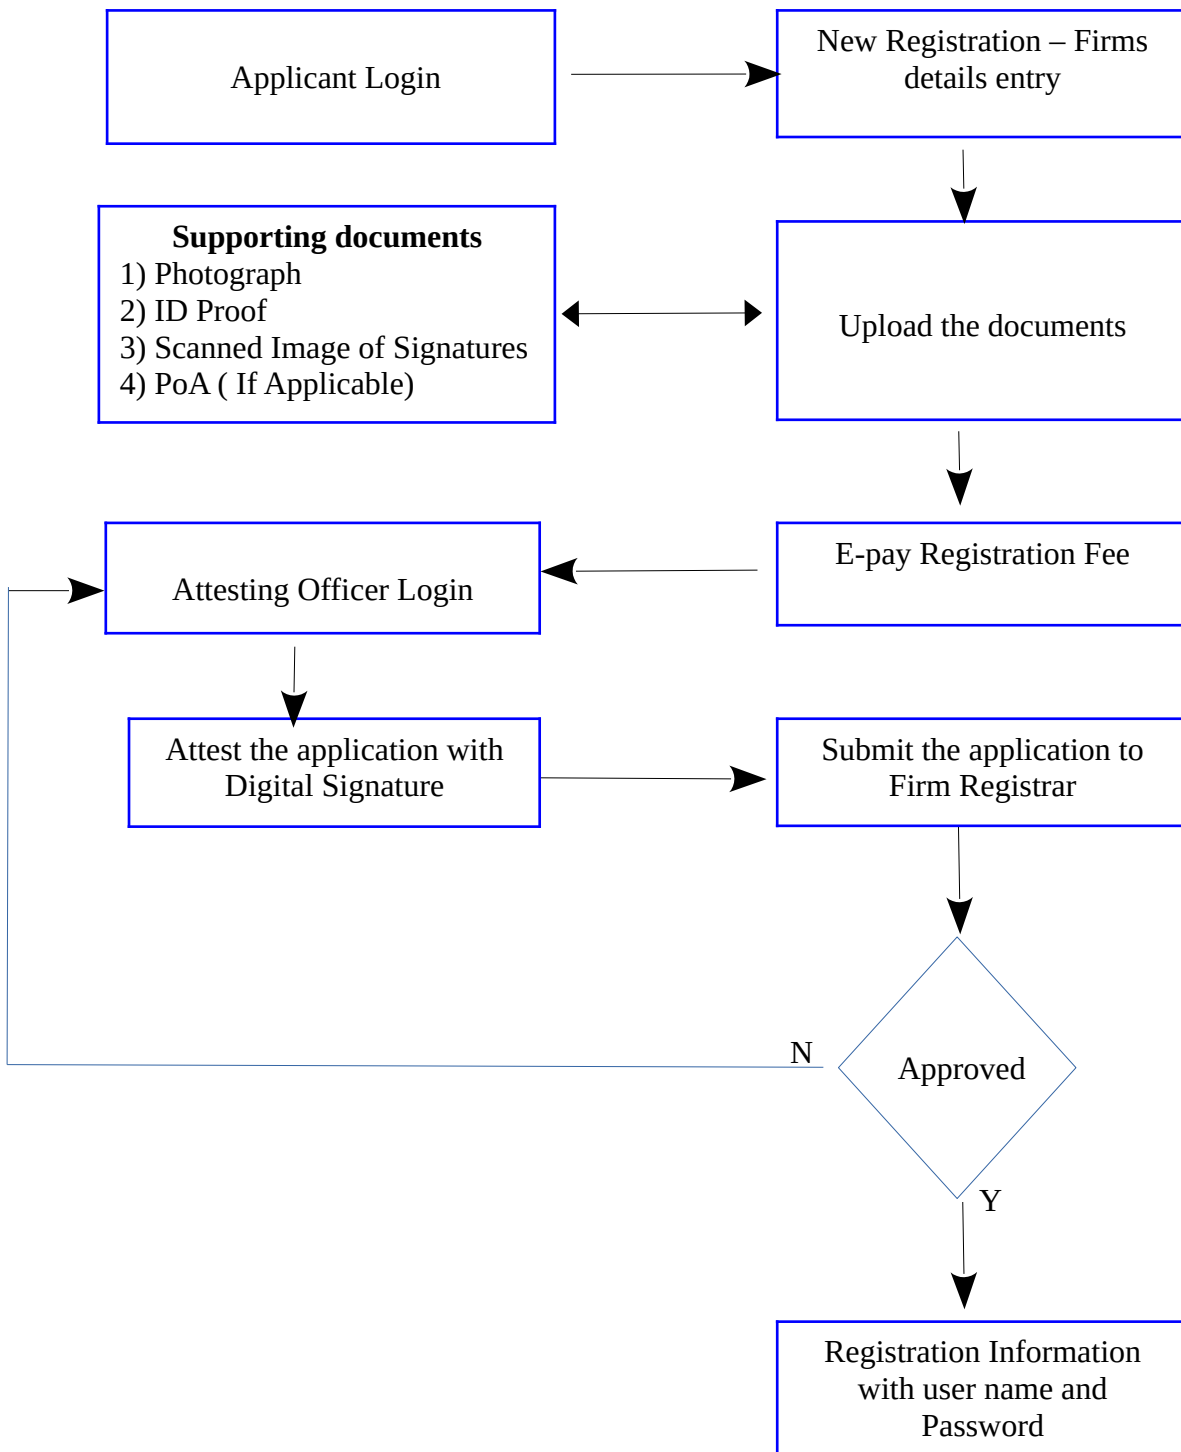 Applicant Login
New Registration – Firms
details entry
Supporting documents
1) Photograph
2) ID Proof
3) Scanned Image of Signatures
4) PoA ( If Applicable)
Upload the documents
E-pay Registration Fee
Attesting Officer Login
Attest the application with
Digital Signature
Submit the application to
Firm Registrar
N
Approved
Y
Registration Information
with user name and
Password